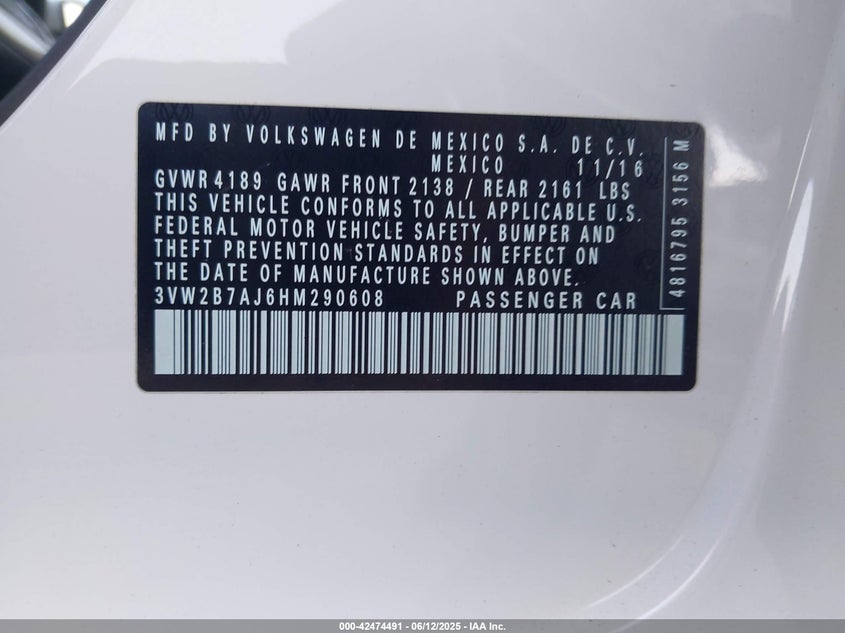 MFD BY VOLKSWAGEN DE MEXICO S.A. DE C.V.
MEXICO 11/16
GVWR 4189 GAWR FRONT 2138 / REAR 2161 LBS
THIS VEHICLE CONFORMS TO ALL APPLICABLE U.S.
FEDERAL MOTOR VEHICLE SAFETY, BUMPER AND
THEFT PREVENTION STANDARDS IN EFFECT ON
THE DATE OF MANUFACTURE SHOWN ABOVE.
3VW2B7AJ6HM290608 PASSENGER CAR
4816795 3156 M
000-42474491 - 06/12/2025 - IAA Inc.